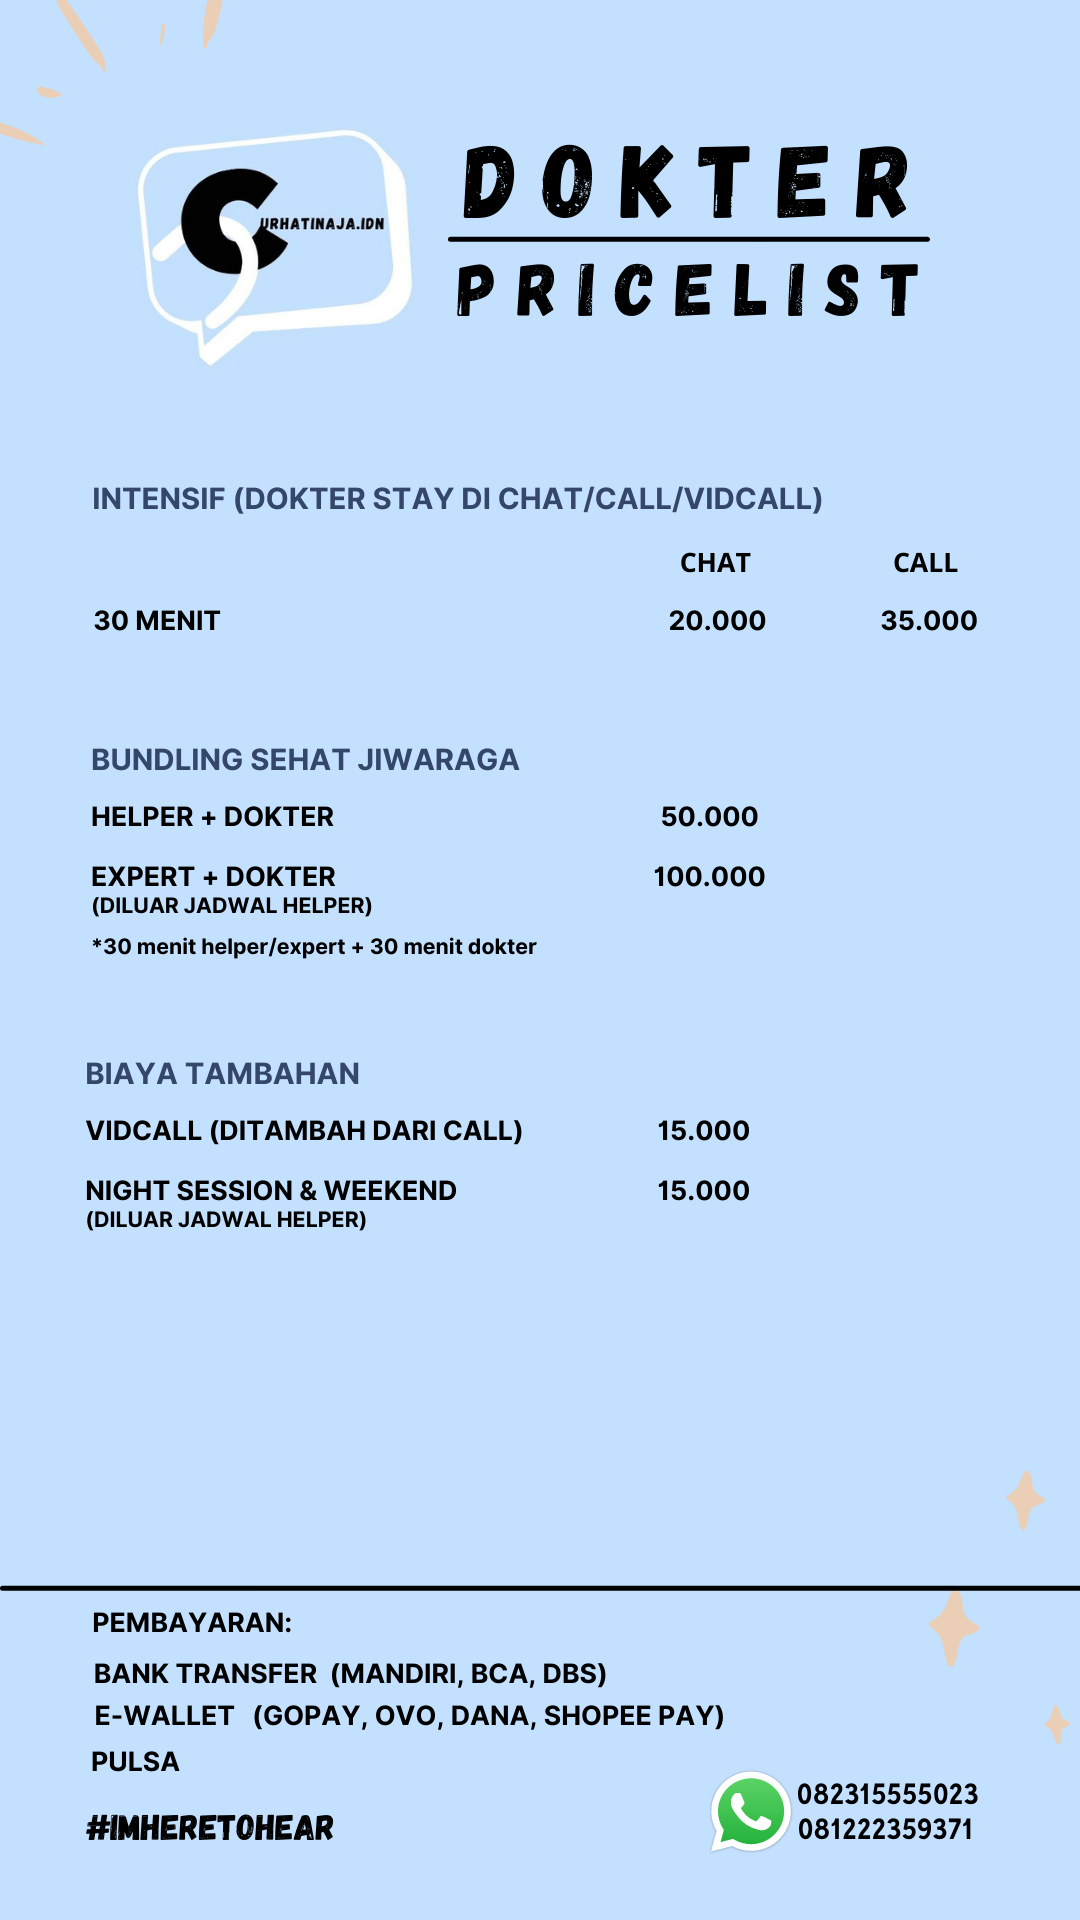 CURHATINAJA.IDN
DOKTER
PRICELIST
INTENSIF (DOKTER STAY DI CHAT/CALL/VIDCALL)
CHAT CALL
30 MENIT 20.000 35.000
BUNDLING SEHAT JIWARAGA
HELPER + DOKTER 50.000
EXPERT + DOKTER 100.000
(DILUAR JADWAL HELPER)
*30 menit helper/expert + 30 menit dokter
BIAYA TAMBAHAN
VIDCALL (DITAMBAH DARI CALL) 15.000
NIGHT SESSION & WEEKEND 15.000
(DILUAR JADWAL HELPER)
PEMBAYARAN:
BANK TRANSFER (MANDIRI, BCA, DBS)
E-WALLET (GOPAY, OVO, DANA, SHOPEE PAY)
PULSA
#IMHERETOHEAR
082315555023
081222359371